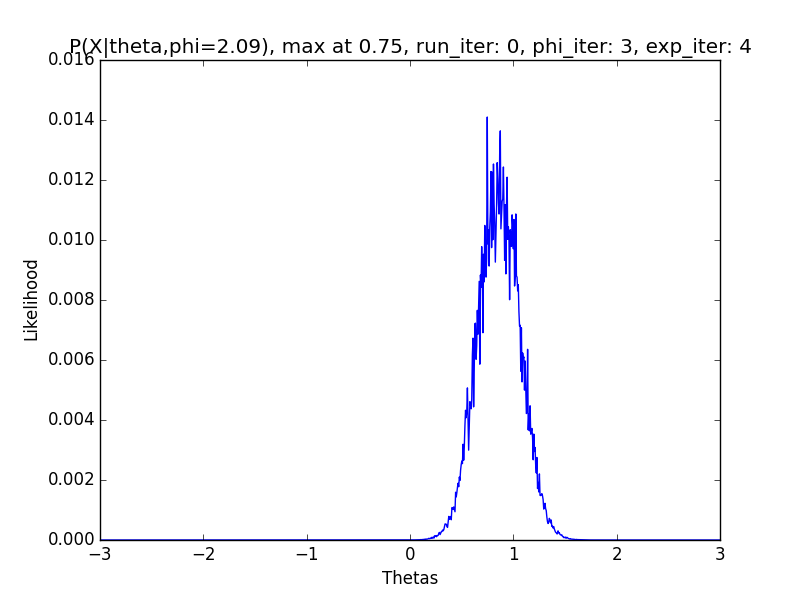 P(X|theta,phi=2.09), max at 0.75, run_iter: 0, phi_iter: 3, exp_iter: 4
0.016
0.014
0.012
0.010
0.008
0.006
0.004
0.002
0.000
Likelihood
−3 −2 −1 0 1 2 3
Thetas